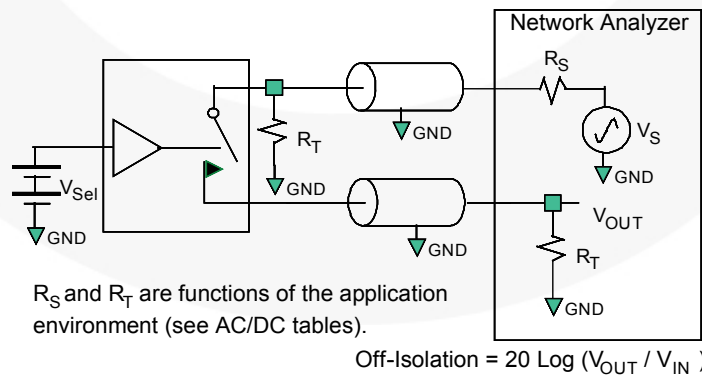 Network Analyzer
R_S
V_S
GND
R_T
GND
GND
V_Sel
GND
GND
V_OUT
R_T
GND
R_S and R_T are functions of the application
environment (see AC/DC tables).
Off-Isolation = 20 Log (V_OUT / V_IN )